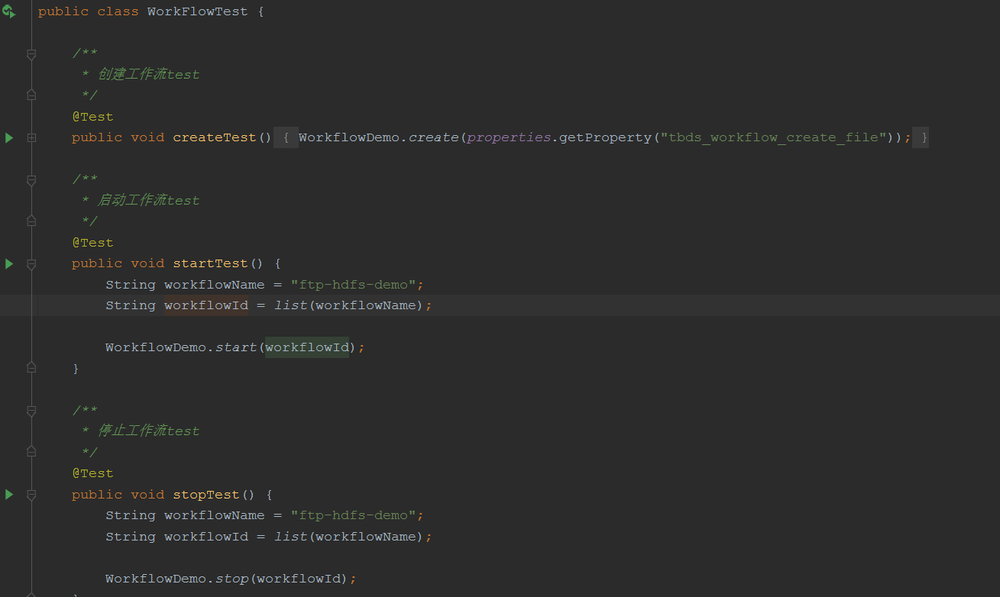 public class WorkFlowTest {
/**
* 创建工作流test
*/
@Test
public void createTest() { WorkflowDemo.create(properties.getProperty("tbds_workflow_create_file")); }
/**
* 启动工作流test
*/
@Test
public void startTest() {
String workflowName = "ftp-hdfs-demo";
String workflowId = list(workflowName);
WorkflowDemo.start(workflowId);
}
/**
* 停止工作流test
*/
@Test
public void stopTest() {
String workflowName = "ftp-hdfs-demo";
String workflowId = list(workflowName);
WorkflowDemo.stop(workflowId);
}